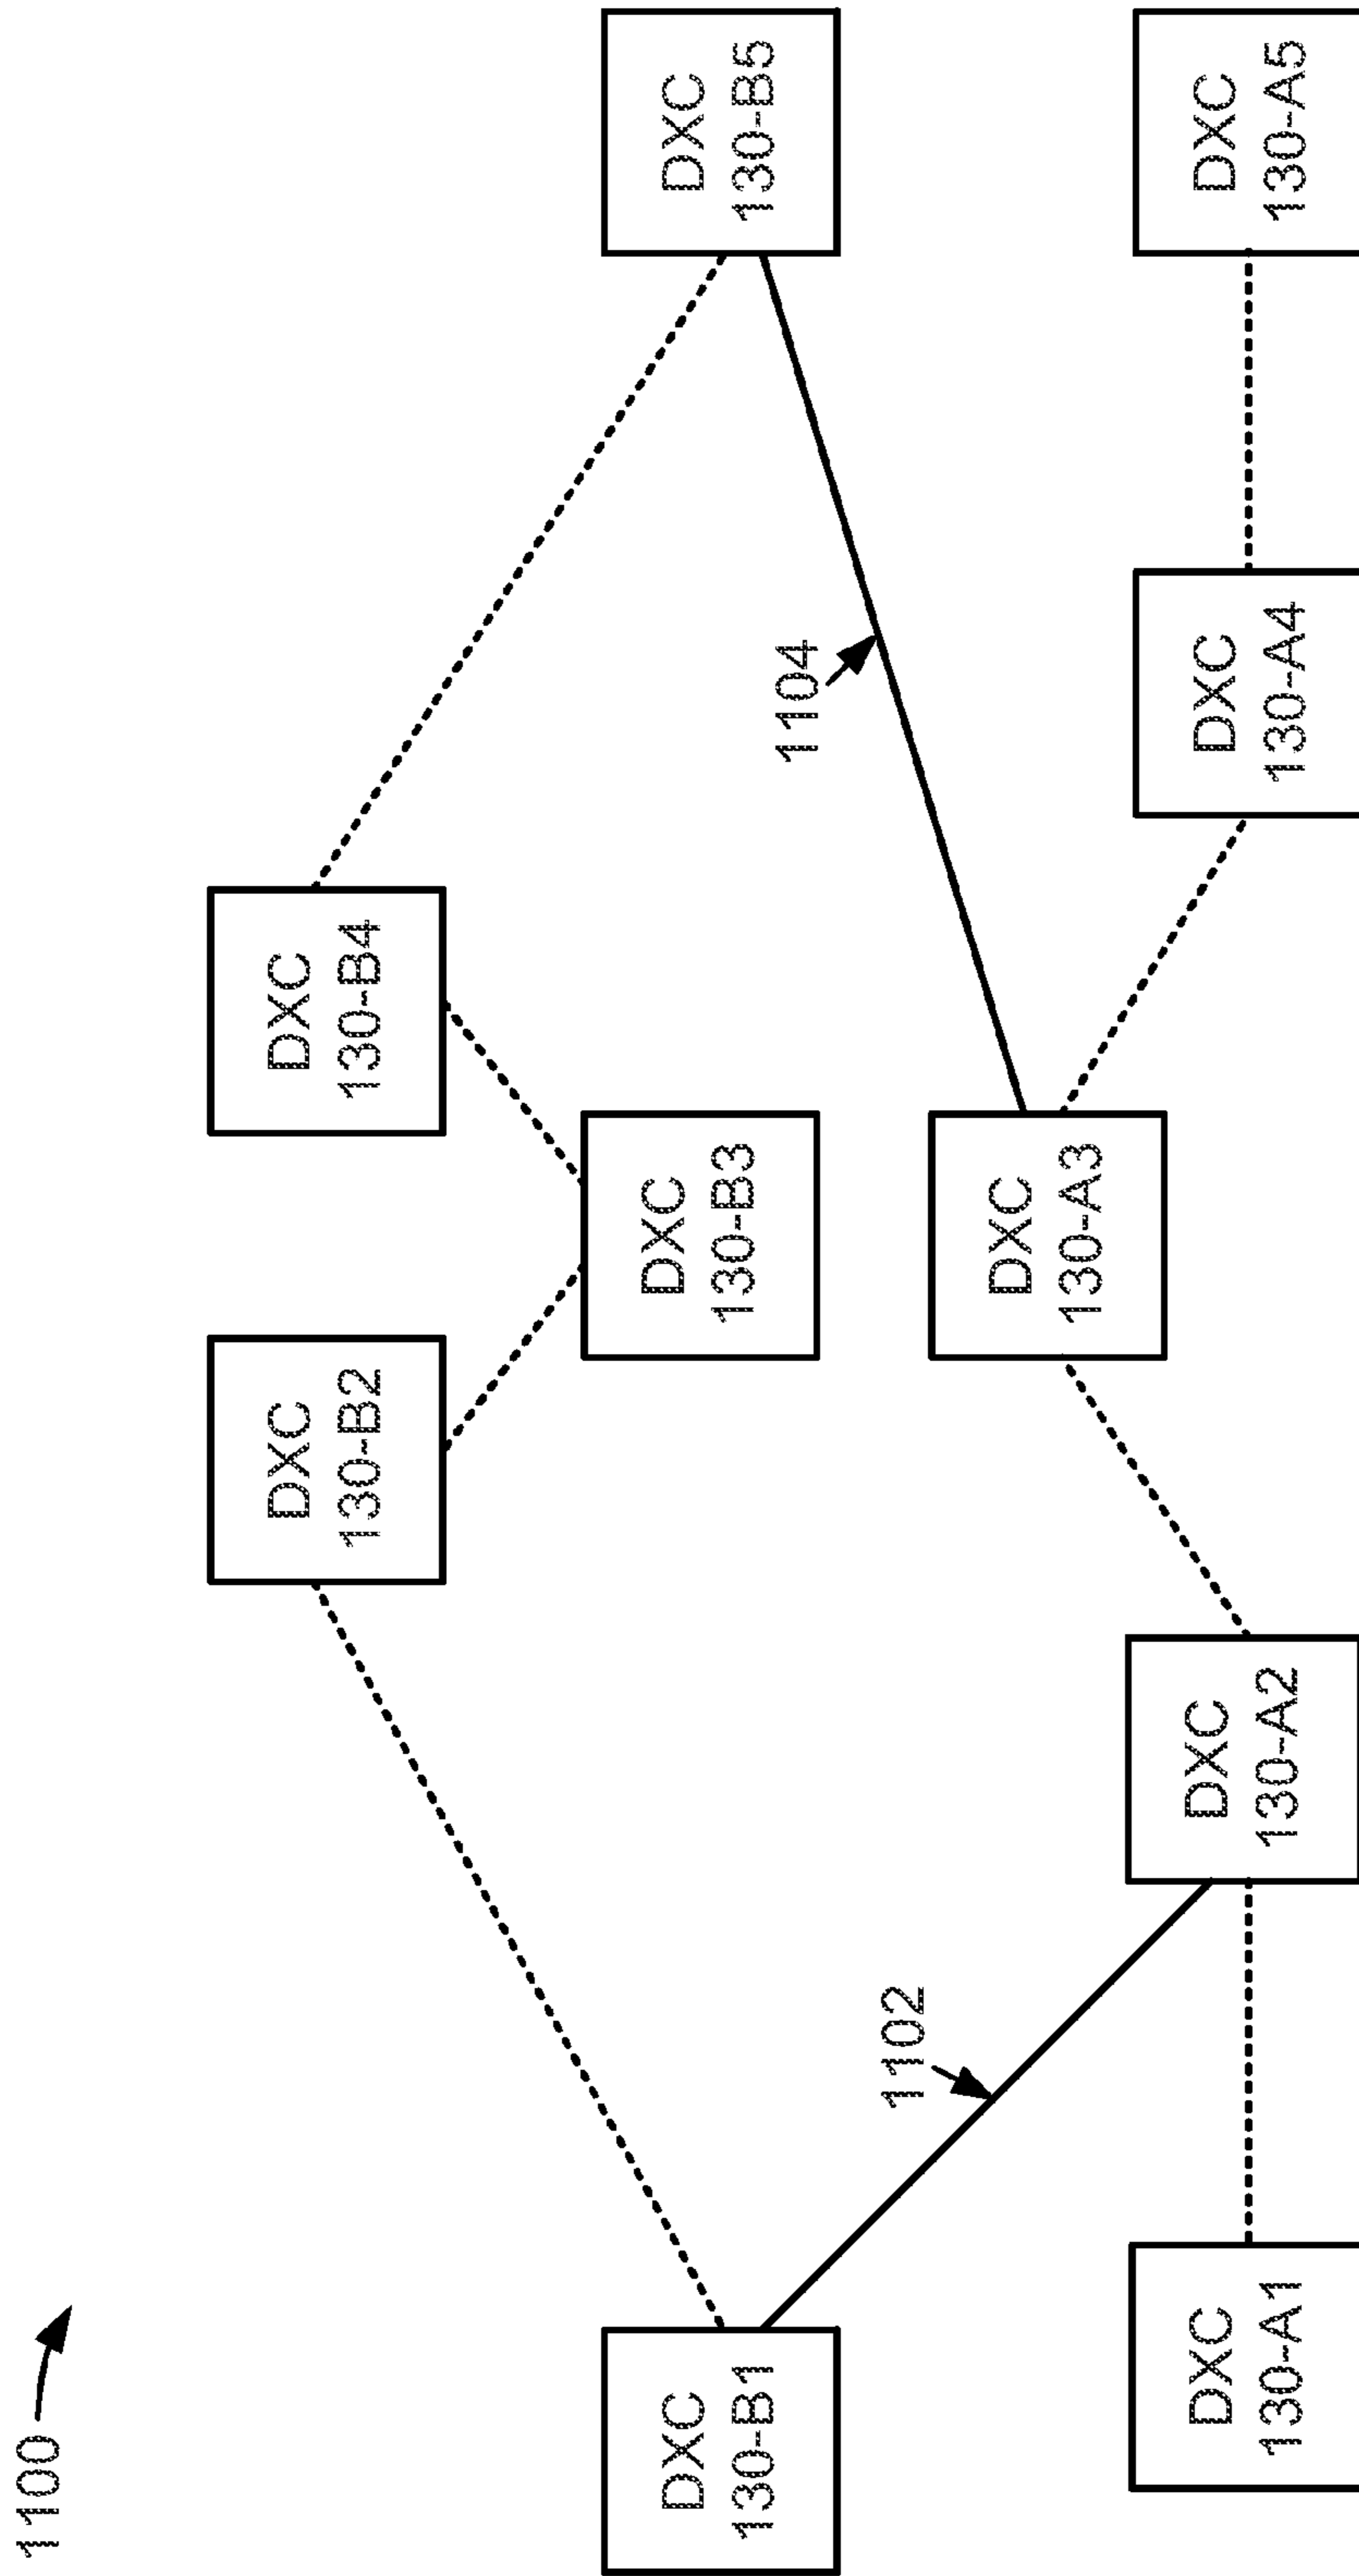 1100
DXC
130-B2
DXC
130-B4
DXC
130-B1
DXC
130-B3
DXC
130-B5
1104
1102
DXC
130-A3
DXC
130-A1
DXC
130-A2
DXC
130-A4
DXC
130-A5